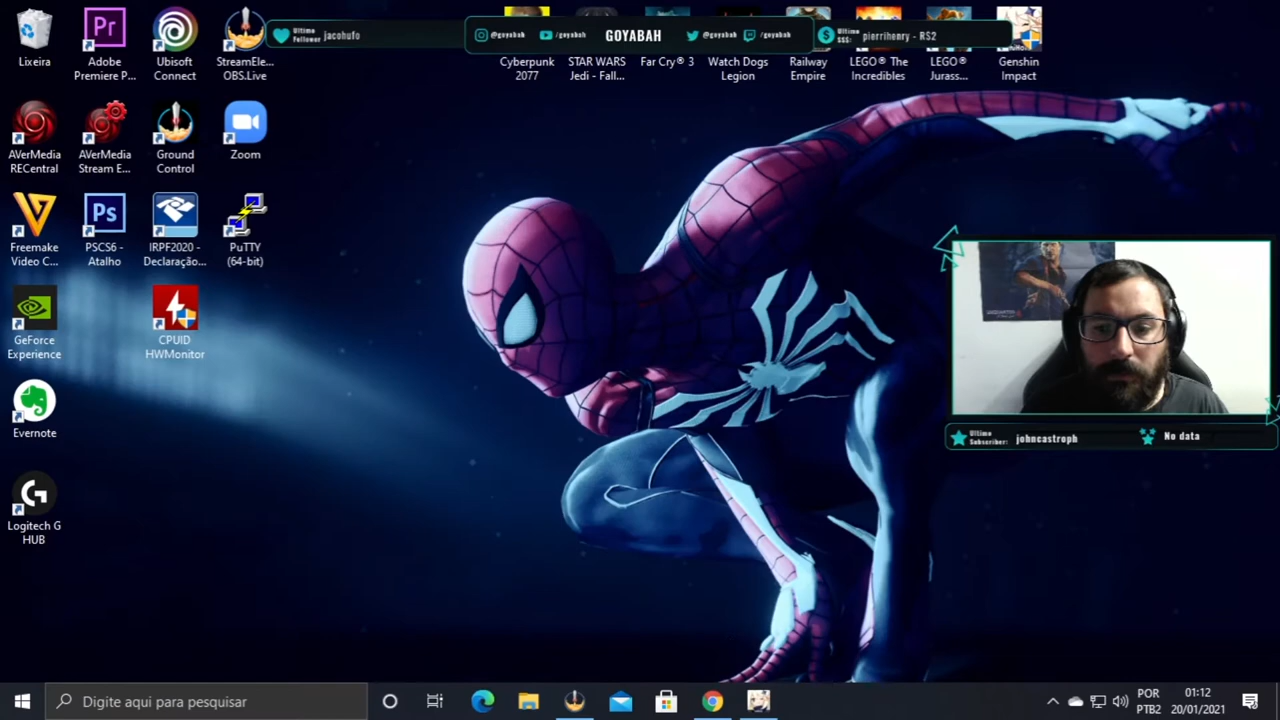 Ultimo
Follower
jacohufo
@goyabah
/goyabah
GOYABAH
@goyabah
/goyabah
Ultimo
$$$:
pierrihenry - RS2
Lixeira
Adobe
Premiere P...
Ubisoft
Connect
StreamEle...
OBS.Live
Cyberpunk
2077
STAR WARS
Jedi - Fall...
Far Cry® 3
Watch Dogs
Legion
Railway
Empire
LEGO® The
Incredibles
LEGO®
Jurass...
Genshin
Impact
AVerMedia
RECentral
AVerMedia
Stream E...
Ground
Control
Zoom
Freemake
Video C...
PSCS6 -
Atalho
IRPF2020 -
Declaração...
PuTTY
(64-bit)
GeForce
Experience
CPUID
HWMonitor
Evernote
Logitech G
HUB
Ultimo
Subscriber:
johncastroph
No data
Digite aqui para pesquisar
POR
PTB2
01:12
20/01/2021